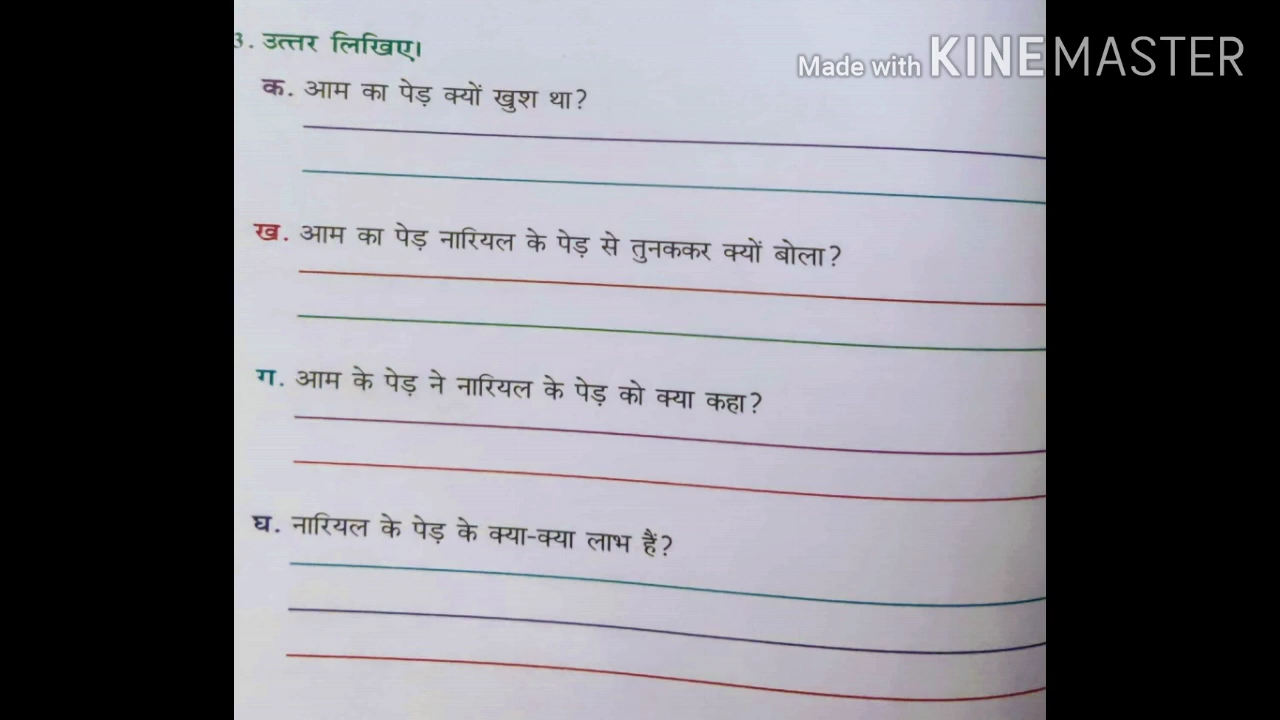 3. उत्तर लिखिए।
Made with KINEMASTER
क. आम का पेड़ क्यों खुश था?
ख. आम का पेड़ नारियल के पेड़ से तुनककर क्यों बोला?
ग. आम के पेड़ ने नारियल के पेड़ को क्या कहा?
घ. नारियल के पेड़ के क्या-क्या लाभ हैं?